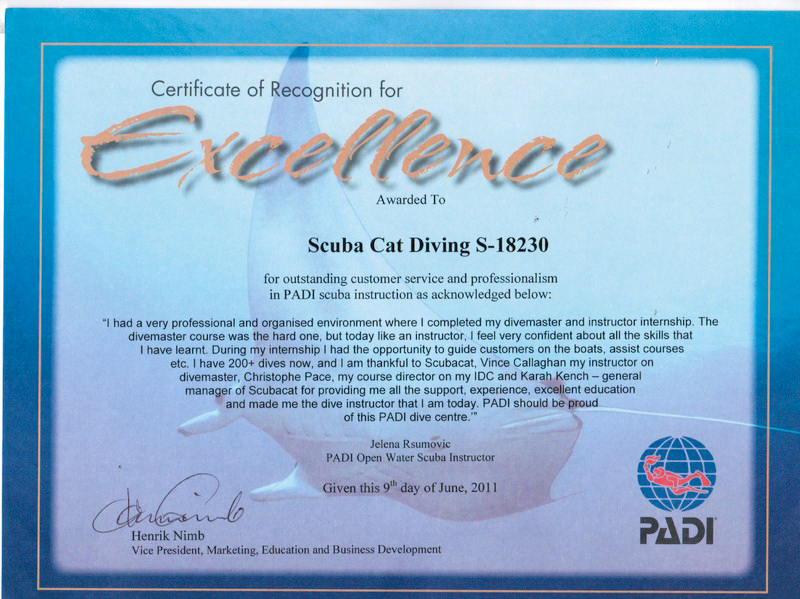 Certificate of Recognition for
Excellence
Awarded To
Scuba Cat Diving S-18230
for outstanding customer service and professionalism
in PADI scuba instruction as acknowledged below:
"I had a very professional and organised environment where I completed my divemaster and instructor internship. The
divemaster course was the hard one, but today like an instructor, I feel very confident about all the skills that
I have learnt. During my internship I had the opportunity to guide customers on the boats, assist courses
etc. I have 200+ dives now, and I am thankful to Scubacat, Vince Callaghan my instructor on
divemaster, Christophe Pace, my course director on my IDC and Karah Kench – general
manager of Scubacat for providing me all the support, experience, excellent education
and made me the dive instructor that I am today. PADI should be proud
of this PADI dive centre.'"
Jelena Rsumovic
PADI Open Water Scuba Instructor
Given this 9th day of June, 2011
Henrik Nimb
Vice President, Marketing, Education and Business Development
PADI